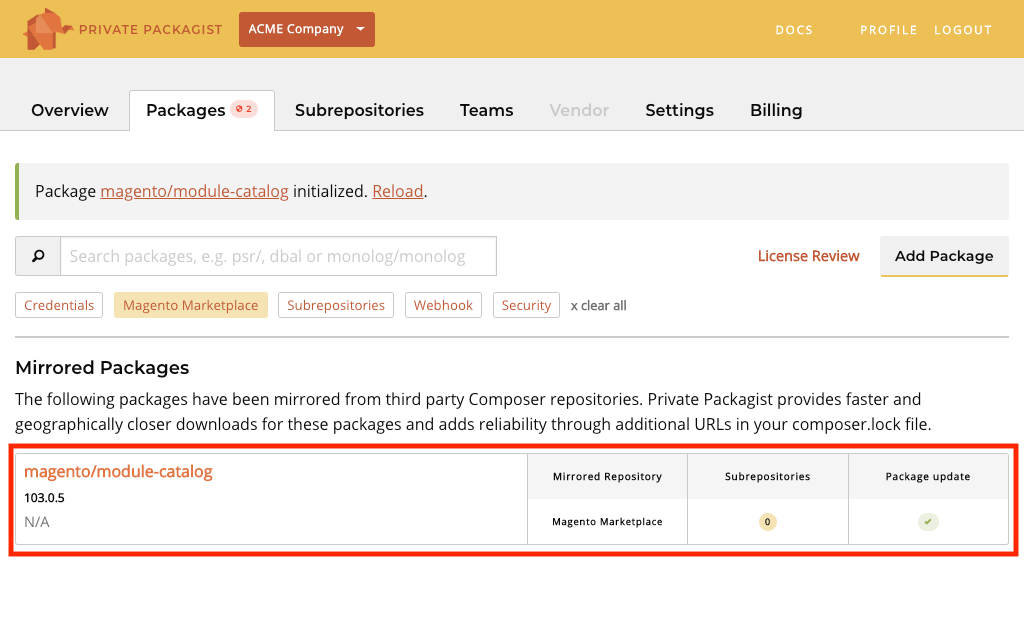 PRIVATE PACKAGIST
ACME Company
DOCS
PROFILE
LOGOUT
Overview
Packages 2
Subrepositories
Teams
Vendor
Settings
Billing
Package magento/module-catalog initialized. Reload.
Search packages, e.g. psr/, dbal or monolog/monolog
License Review
Add Package
Credentials
Magento Marketplace
Subrepositories
Webhook
Security
x clear all
Mirrored Packages
The following packages have been mirrored from third party Composer repositories. Private Packagist provides faster and
geographically closer downloads for these packages and adds reliability through additional URLs in your composer.lock file.
magento/module-catalog
103.0.5
N/A
Mirrored Repository
Subrepositories
Package update
Magento Marketplace
0